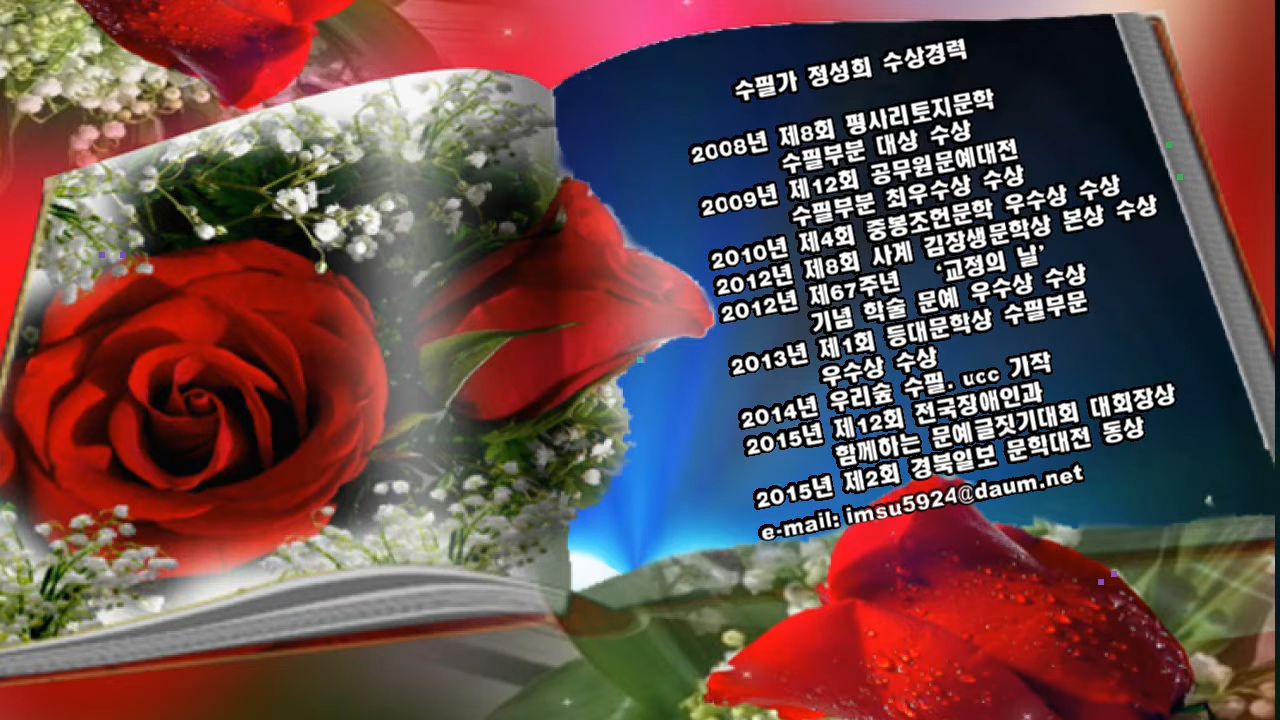 수필가 정성희 수상경력
2008년 제8회 평사리토지문학
수필부분 대상 수상
2009년 제12회 공무원문예대전
수필부분 최우수상 수상
2010년 제4회 중봉조헌문학 우수상 수상
2012년 제8회 사계 김장생문학상 본상 수상
2012년 제67주년 '교정의 날'
기념 학술 문예 우수상 수상
2013년 제1회 등대문학상 수필부문
우수상 수상
2014년 우리숲 수필. ucc 기작
2015년 제12회 전국장애인과
함께하는 문예글짓기대회 대회장상
2015년 제2회 경북일보 문학대전 동상
e-mail: imsu5924@daum.net